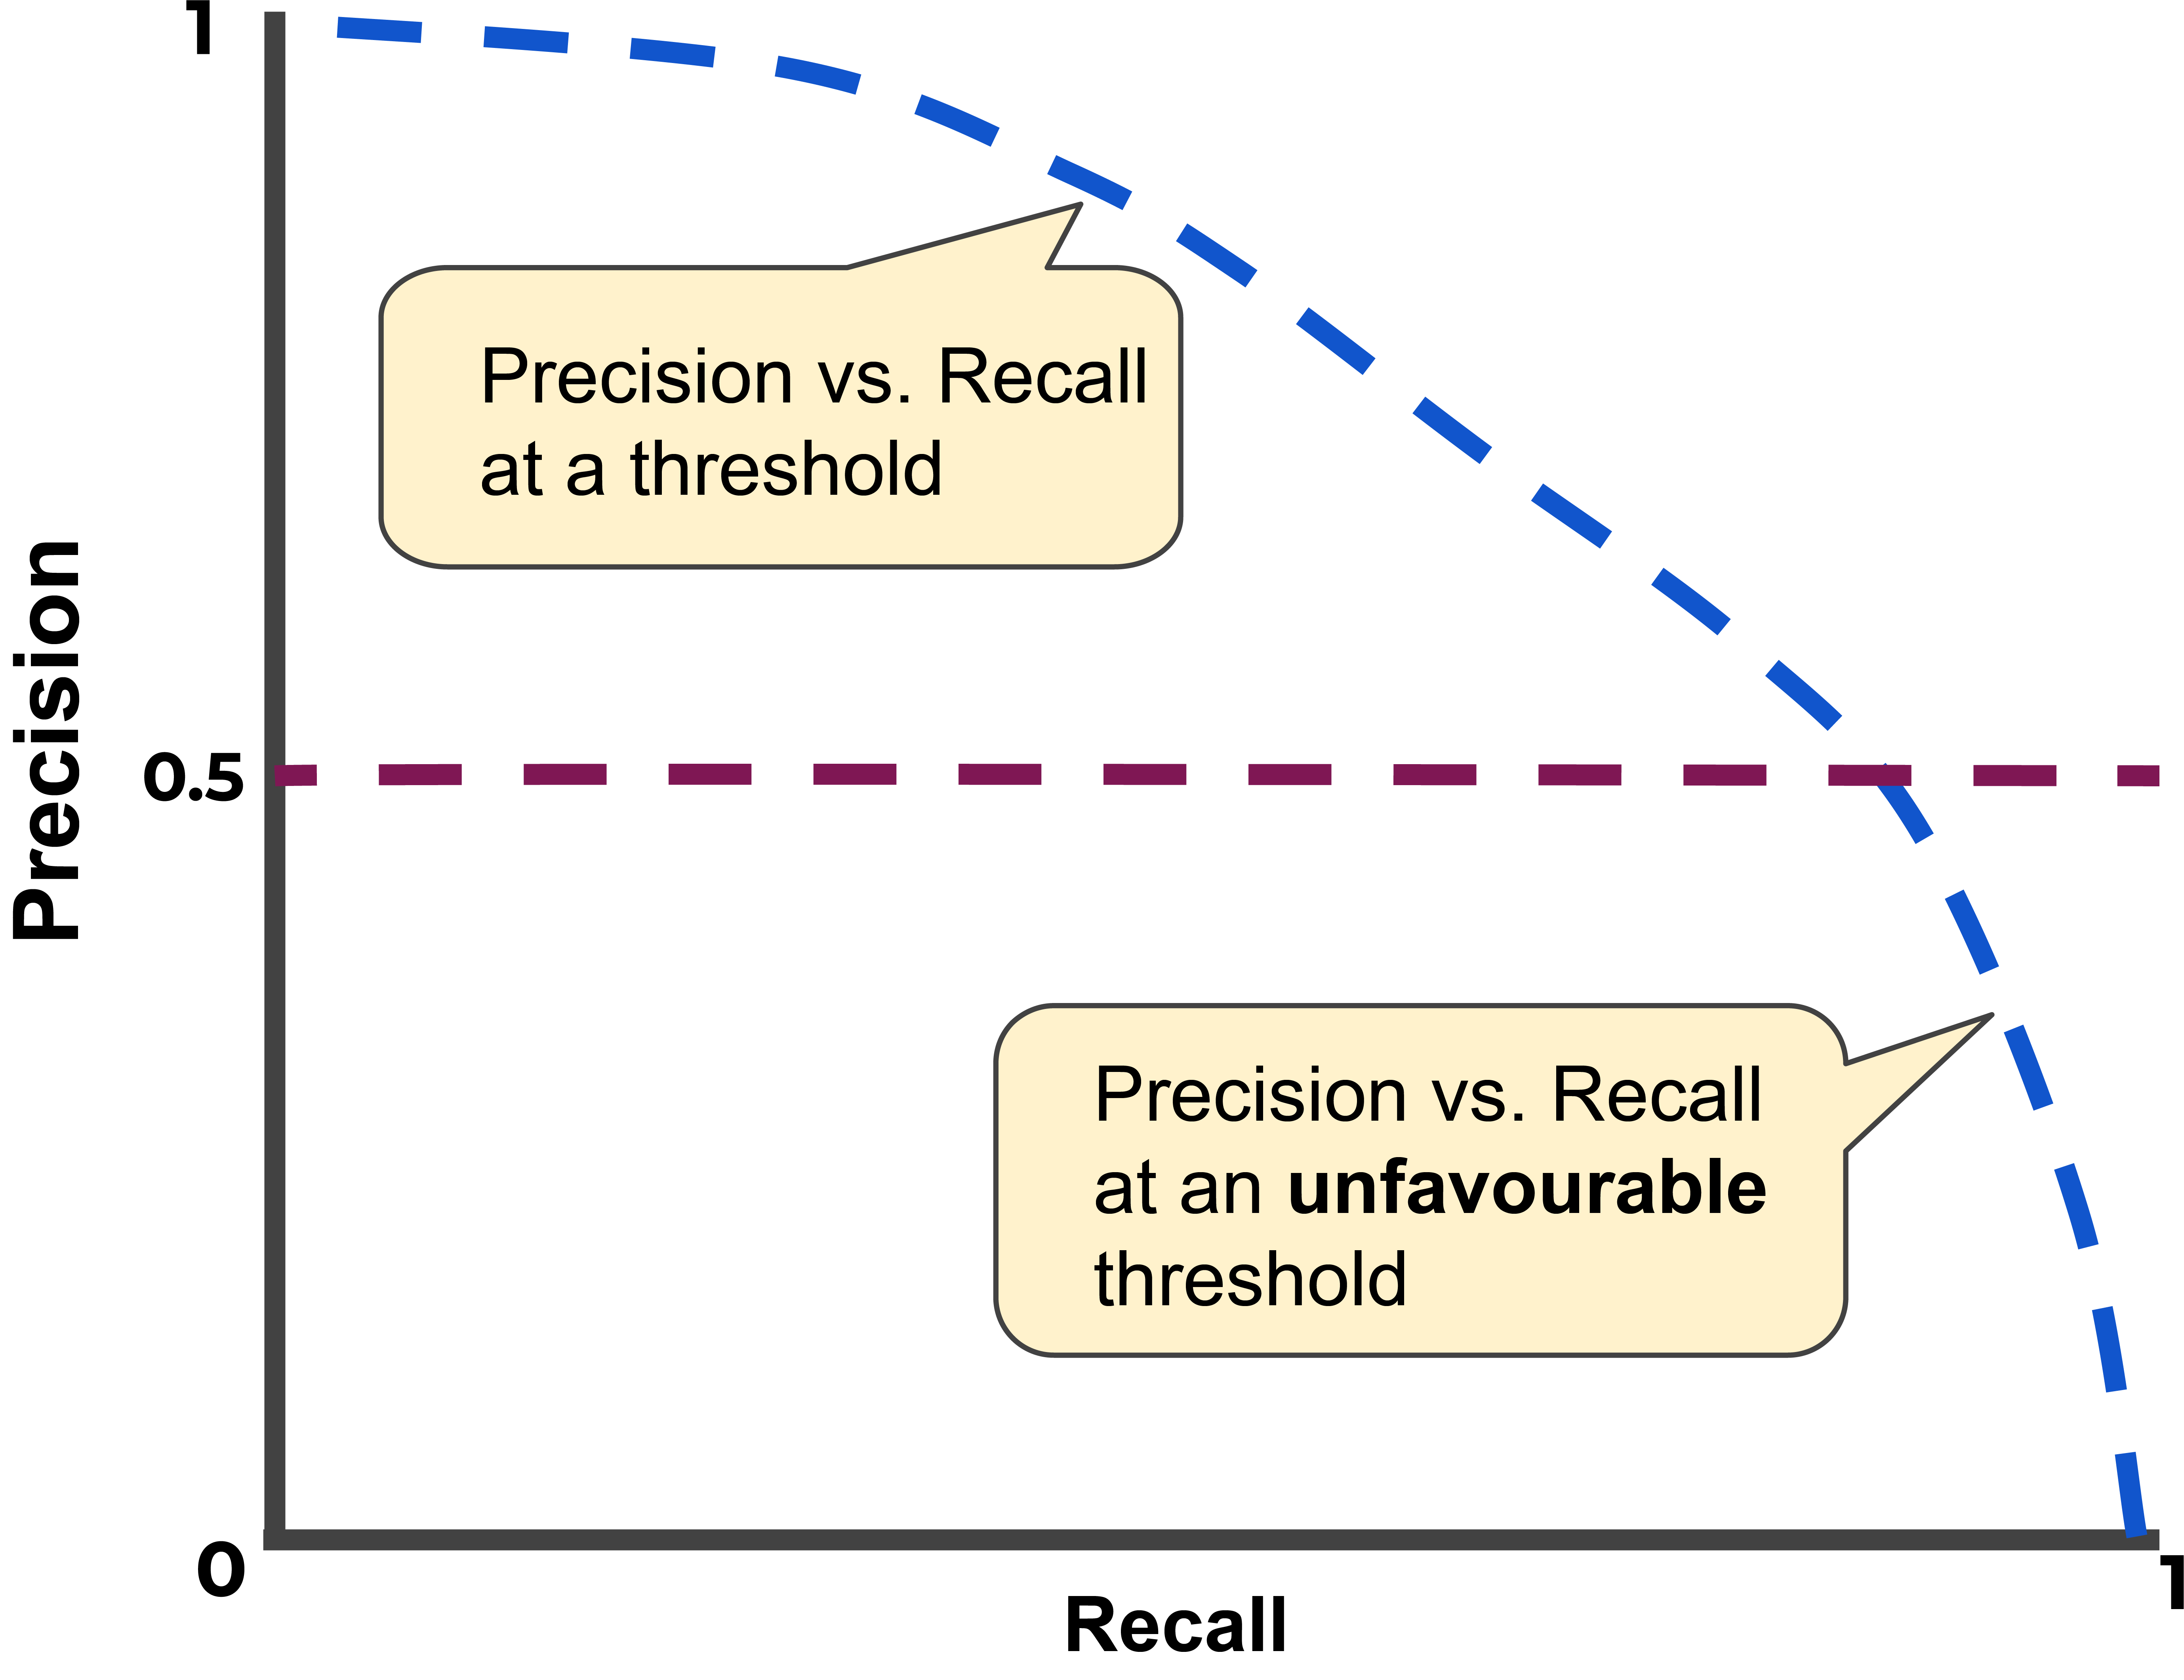 1
Precision vs. Recall
at a threshold
Precision
0.5
Precision vs. Recall
at an unfavourable
threshold
0
1
Recall